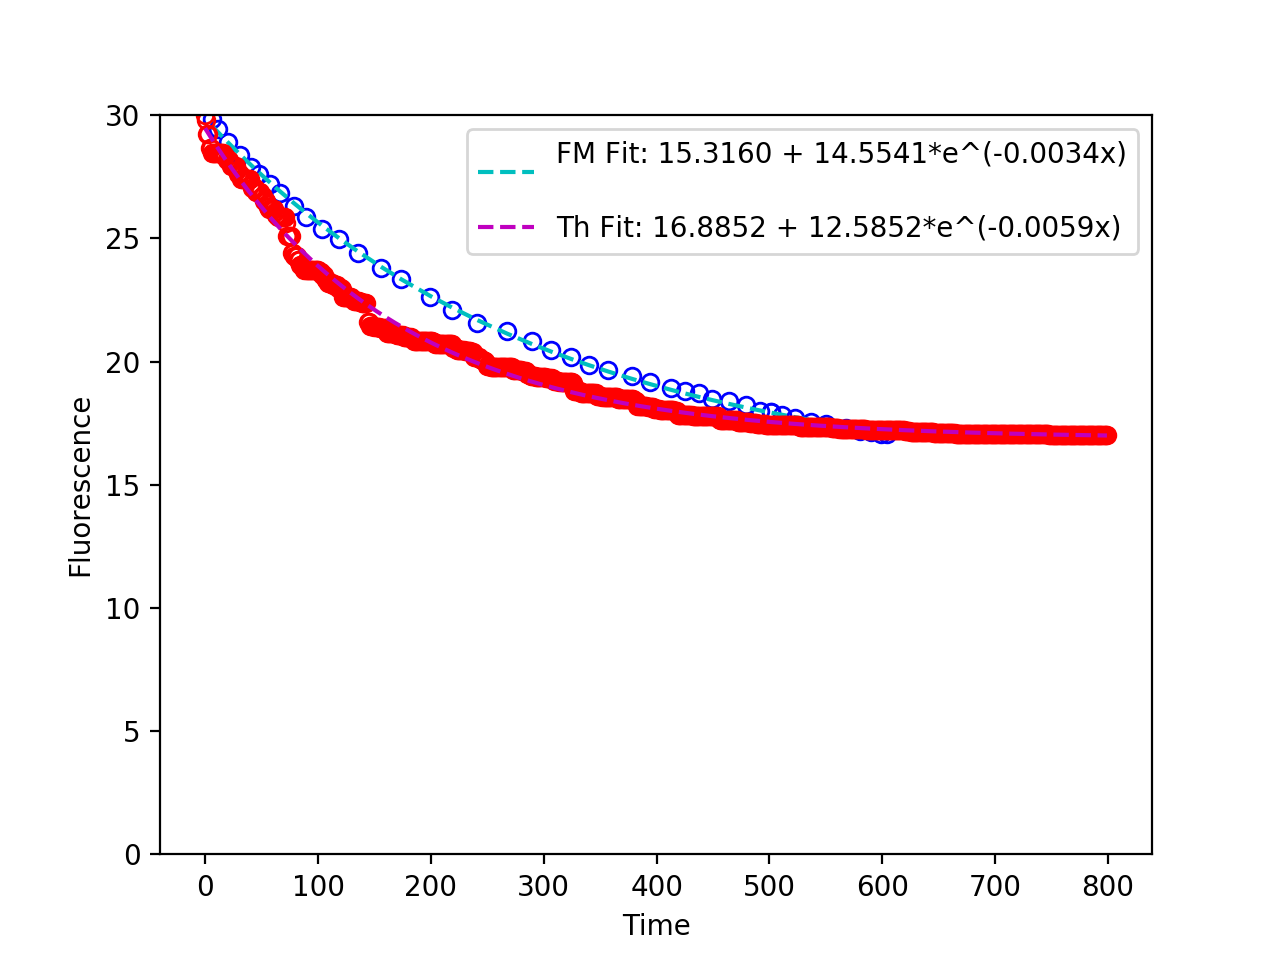 30
25
20
15
10
5
0
Fluorescence
FM Fit: 15.3160 + 14.5541*e^(-0.0034x)
Th Fit: 16.8852 + 12.5852*e^(-0.0059x)
0 100 200 300 400 500 600 700 800
Time